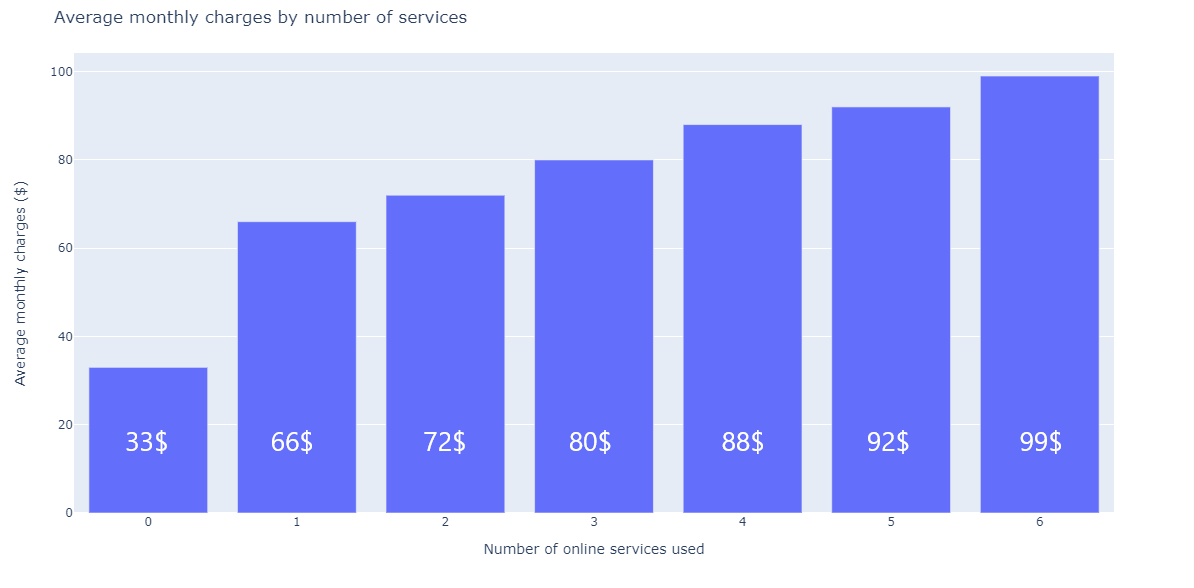 Average monthly charges by number of services
Average monthly charges ($)
100
80
60
40
20
0
33$ 66$ 72$ 80$ 88$ 92$ 99$
0 1 2 3 4 5 6
Number of online services used